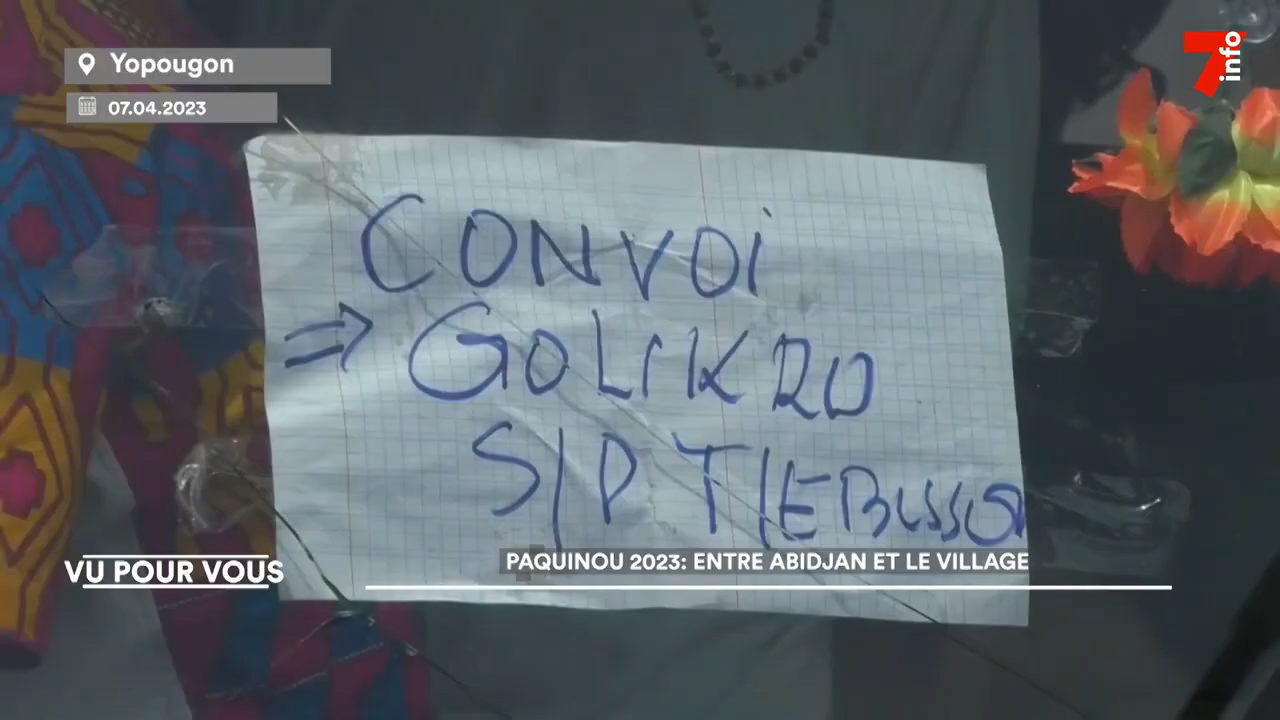 Yopougon
07.04.2023
7info
CONVOi
⇒ GOLIKRO
S/P TIEBISSOU
VU POUR VOUS
PAQUINOU 2023: ENTRE ABIDJAN ET LE VILLAGE